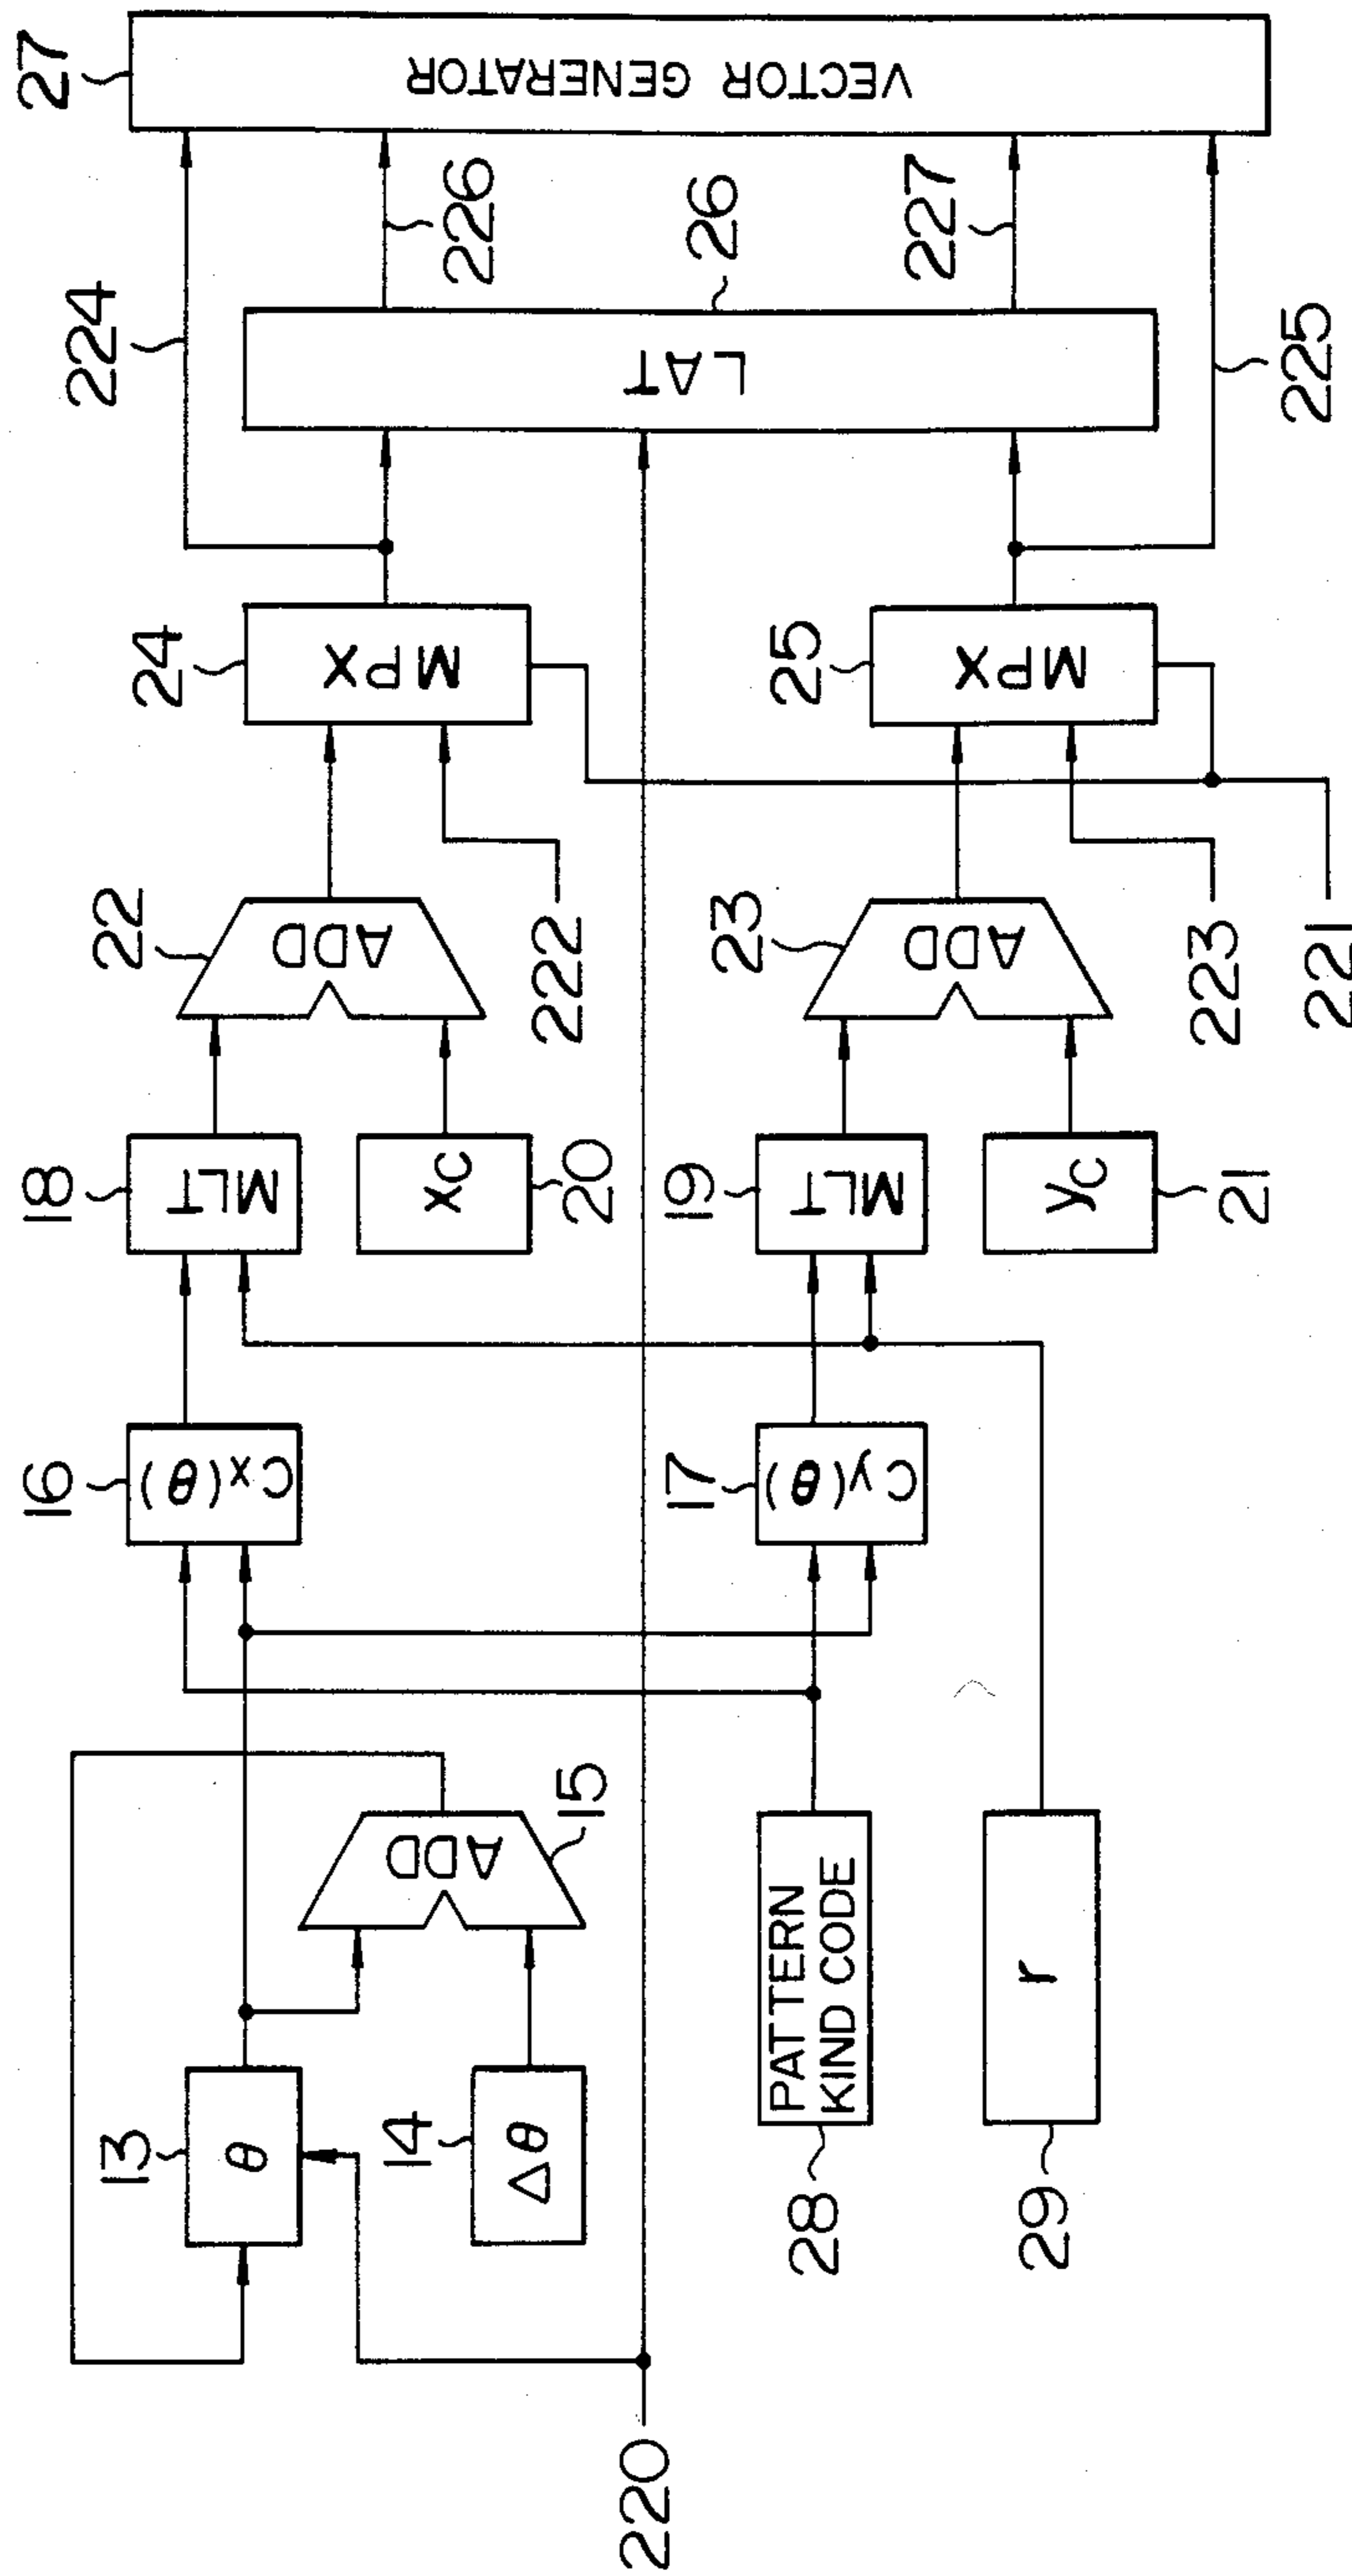 16
18
27
224
13
22
24
θ
Cx(θ)
MLT
ADD
MPX
226
14
15
ADD
xC
20
222
Δθ
LAT
26
VECTOR GENERATOR
220
17
19
23
25
28
PATTERN
KIND CODE
Cy(θ)
MLT
ADD
MPX
227
29
r
yC
21
223
225
221